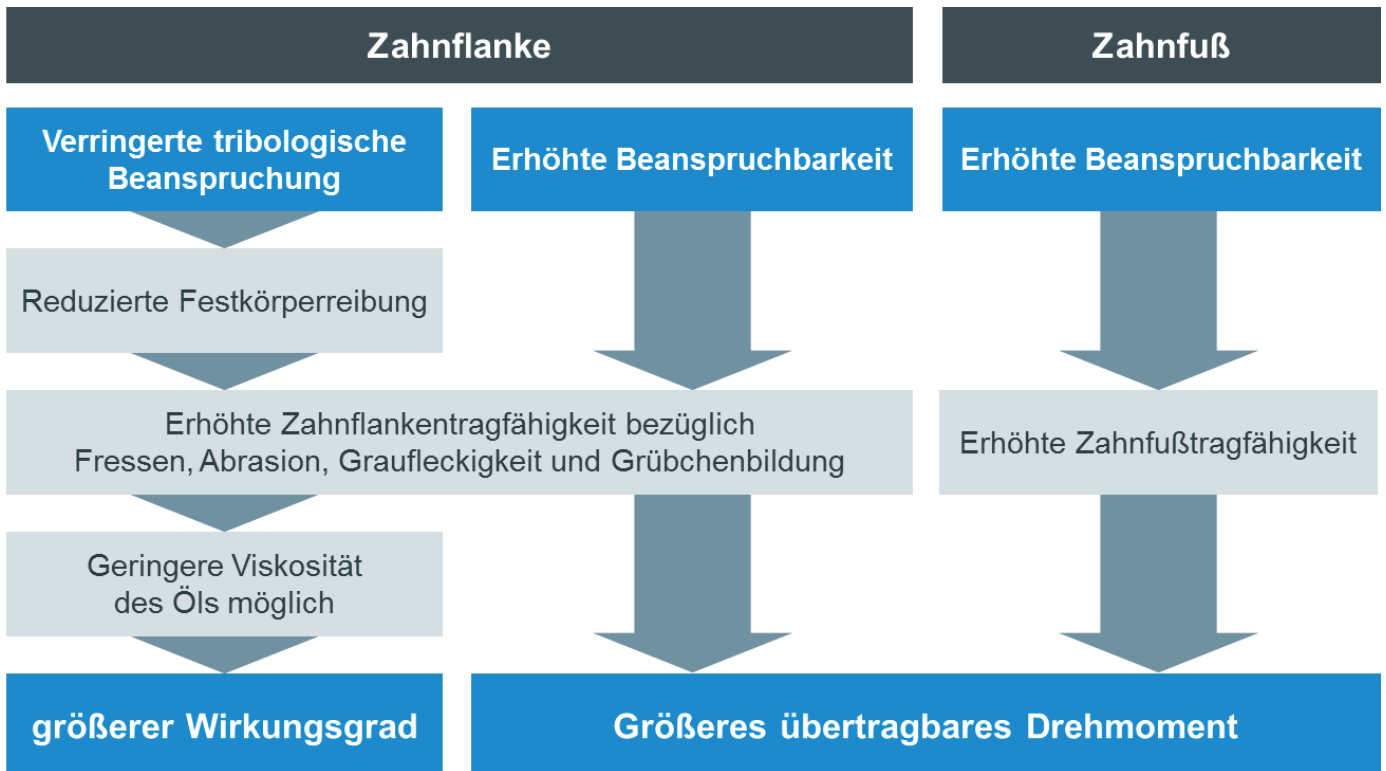 Zahnflanke
Zahnfuß
Verringerte tribologische
Beanspruchung
Erhöhte Beanspruchbarkeit
Erhöhte Beanspruchbarkeit
Reduzierte Festkörperreibung
Erhöhte Zahnflankentragfähigkeit bezüglich
Fressen, Abrasion, Graufleckigkeit und Grübchenbildung
Erhöhte Zahnfußtragfähigkeit
Geringere Viskosität
des Öls möglich
größerer Wirkungsgrad
Größeres übertragbares Drehmoment